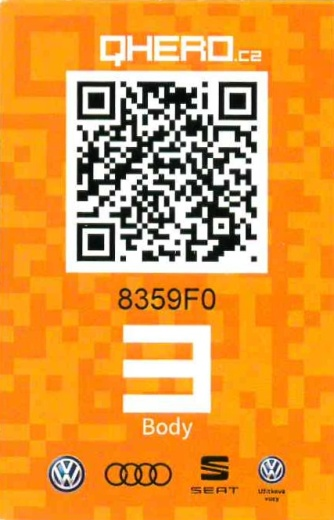 QHERO.cz
8359F0
3
Body
SEAT
Užitkové
vozy